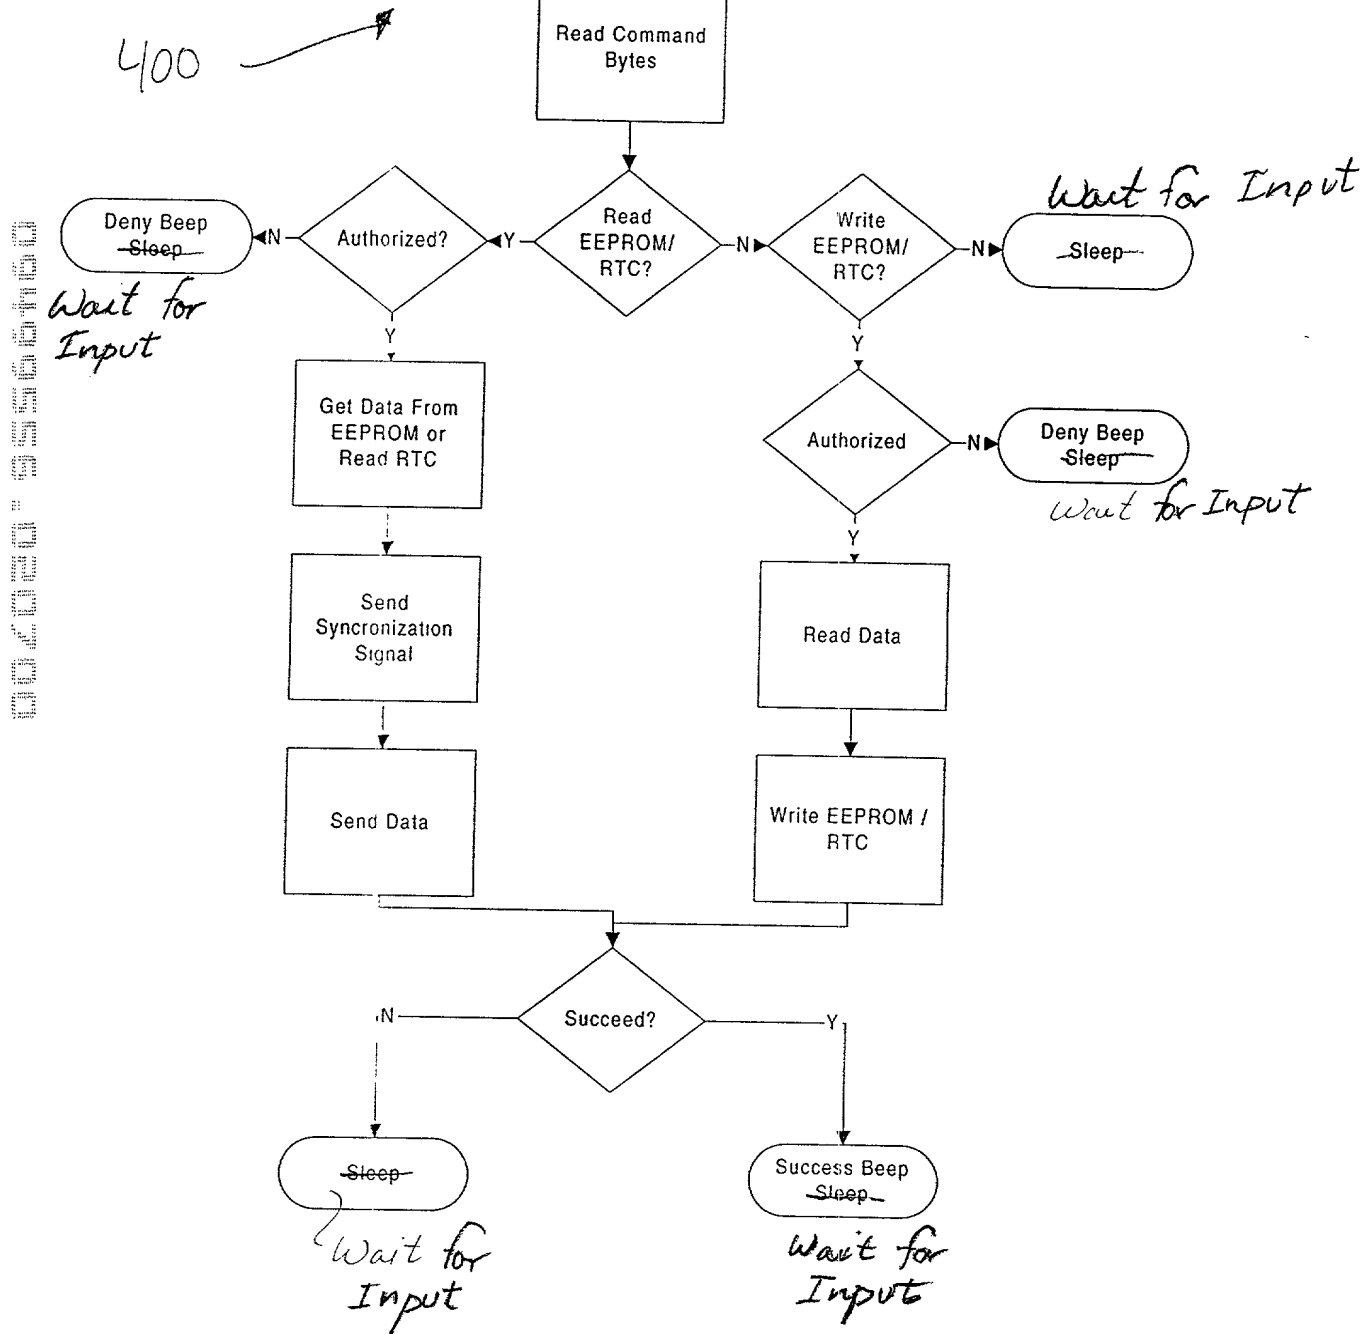 400
Read Command
Bytes
Wait for Input
Deny Beep
Sleep
N
Authorized?
Y
Read
EEPROM/
RTC?
N
Write
EEPROM/
RTC?
N
Sleep
Wait for
Input
Y
Y
Get Data From
EEPROM or
Read RTC
Authorized
N
Deny Beep
Sleep
Wait for Input
Y
Send
Syncronization
Signal
Read Data
Send Data
Write EEPROM /
RTC
N
Succeed?
Y
Sleep
Success Beep
Sleep
Wait for
Input
Wait for
Input